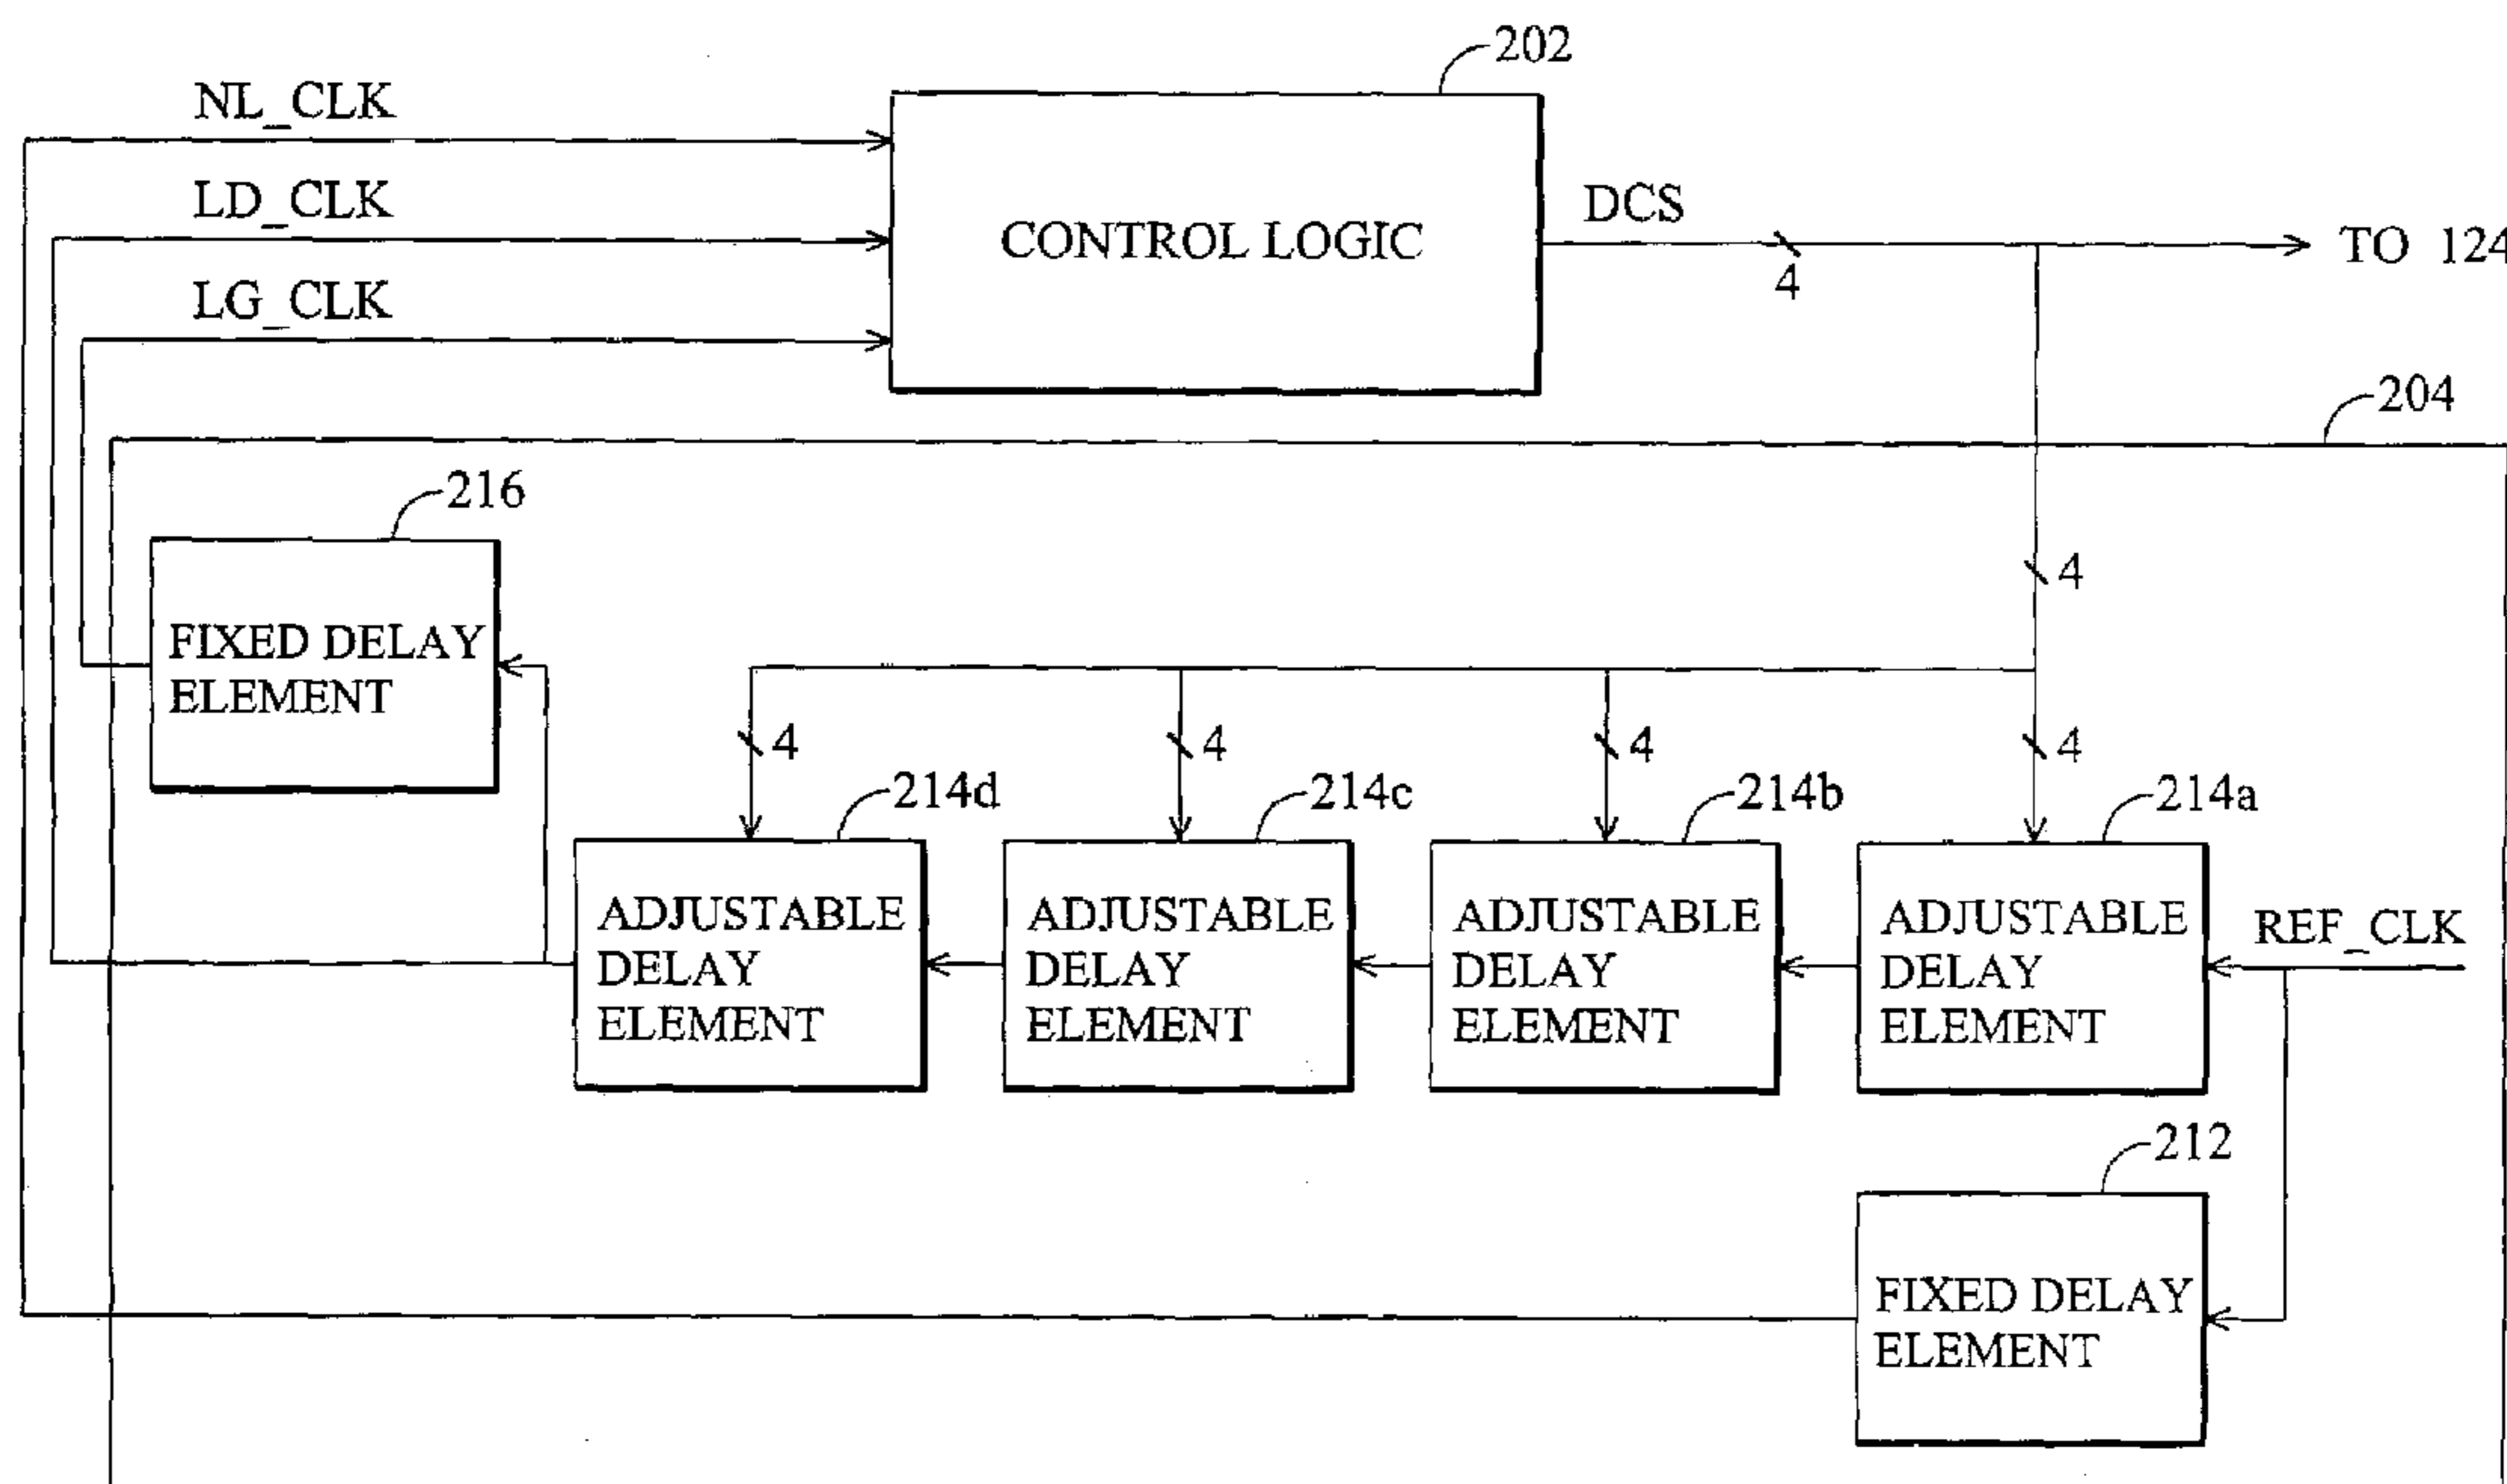 202
NL_CLK
LD_CLK
LG_CLK
CONTROL LOGIC
DCS
4
TO 124
204
216
4
FIXED DELAY
ELEMENT
4
4
4
4
214d
214c
214b
214a
ADJUSTABLE
DELAY
ELEMENT
ADJUSTABLE
DELAY
ELEMENT
ADJUSTABLE
DELAY
ELEMENT
ADJUSTABLE
DELAY
ELEMENT
REF_CLK
212
FIXED DELAY
ELEMENT